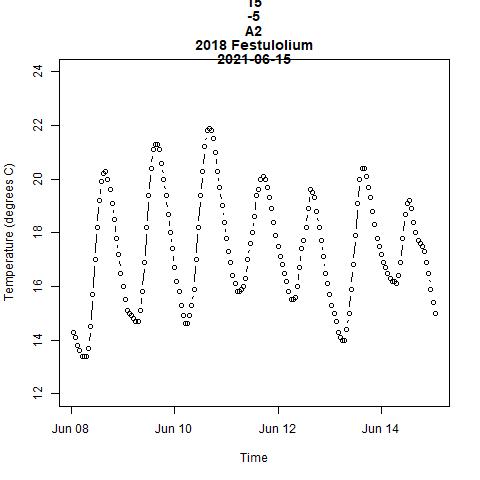 15
-5
A2
2018 Festulolium
2021-06-15
24
22
20
18
16
14
12
Temperature (degrees C)
Jun 08
Jun 10
Jun 12
Jun 14
Time